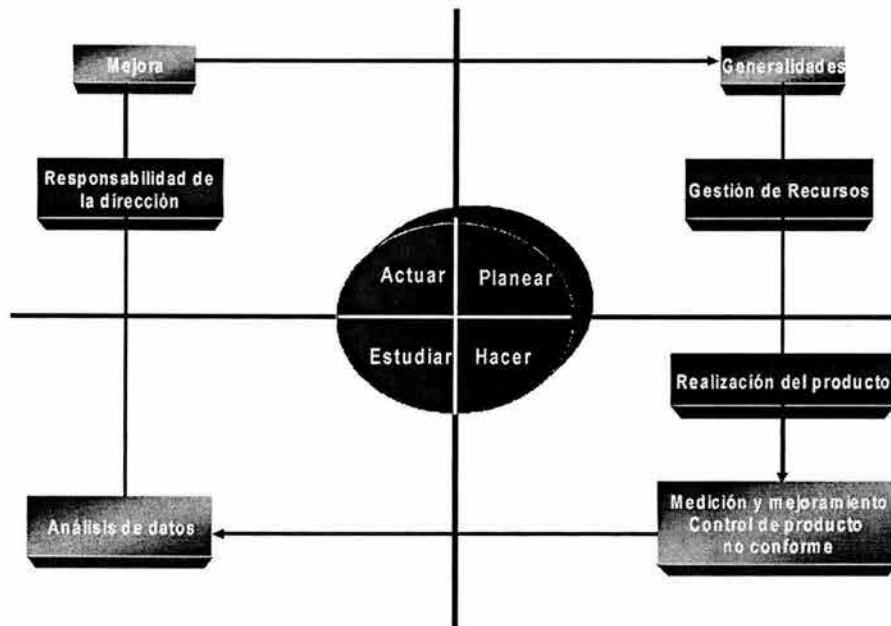 Mejora
Generalidades
Responsabilidad de
la dirección
Gestión de Recursos
Actuar
Planear
Estudiar
Hacer
Realización del producto
Análisis de datos
Medición y mejoramiento
Control de producto
no conforme